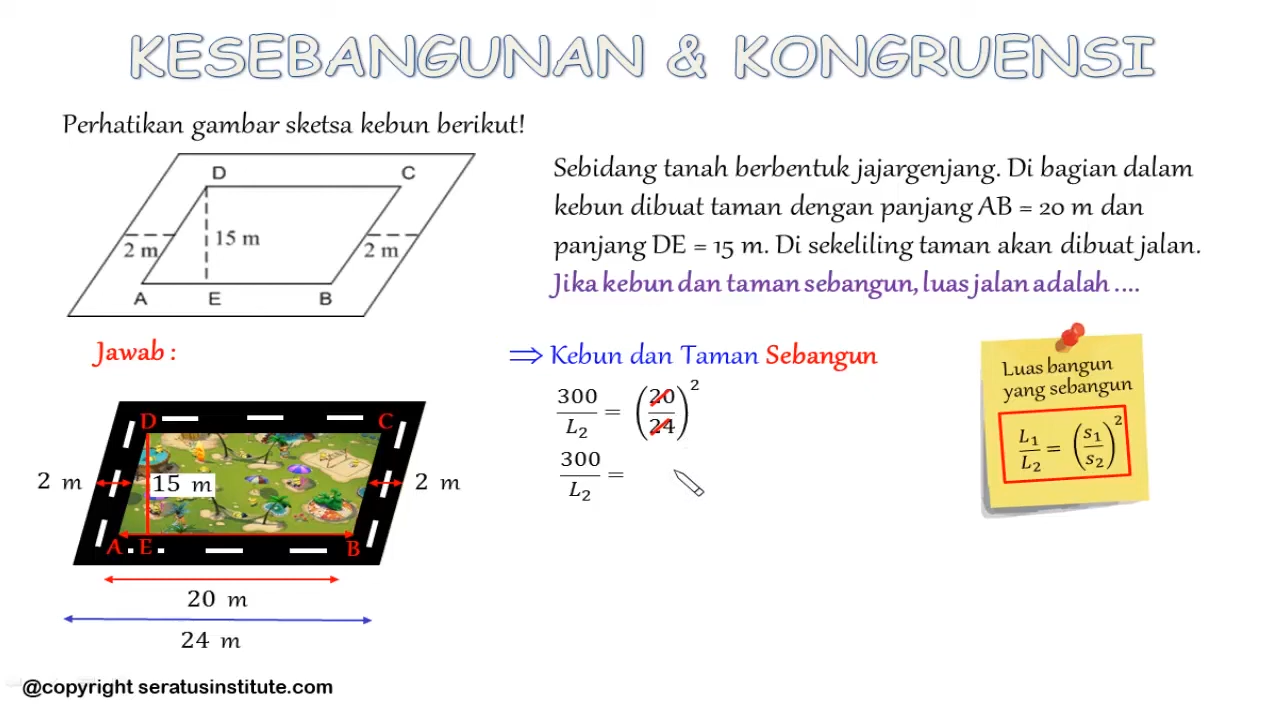 KESEBANGUNAN & KONGRUENSI
Perhatikan gambar sketsa kebun berikut!
D
C
2 m
15 m
2 m
A
E
B
Sebidang tanah berbentuk jajargenjang. Di bagian dalam
kebun dibuat taman dengan panjang AB = 20 m dan
panjang DE = 15 m. Di sekeliling taman akan dibuat jalan.
Jika kebun dan taman sebangun, luas jalan adalah ....
Jawab :
D
C
2 m
15 m
2 m
A
E
B
20 m
24 m
⟹ Kebun dan Taman Sebangun
300/L₂ = (20/24)²
300/L₂ =
Luas bangun
yang sebangun
L₁/L₂ = (s₁/s₂)²
@copyright seratusinstitute.com